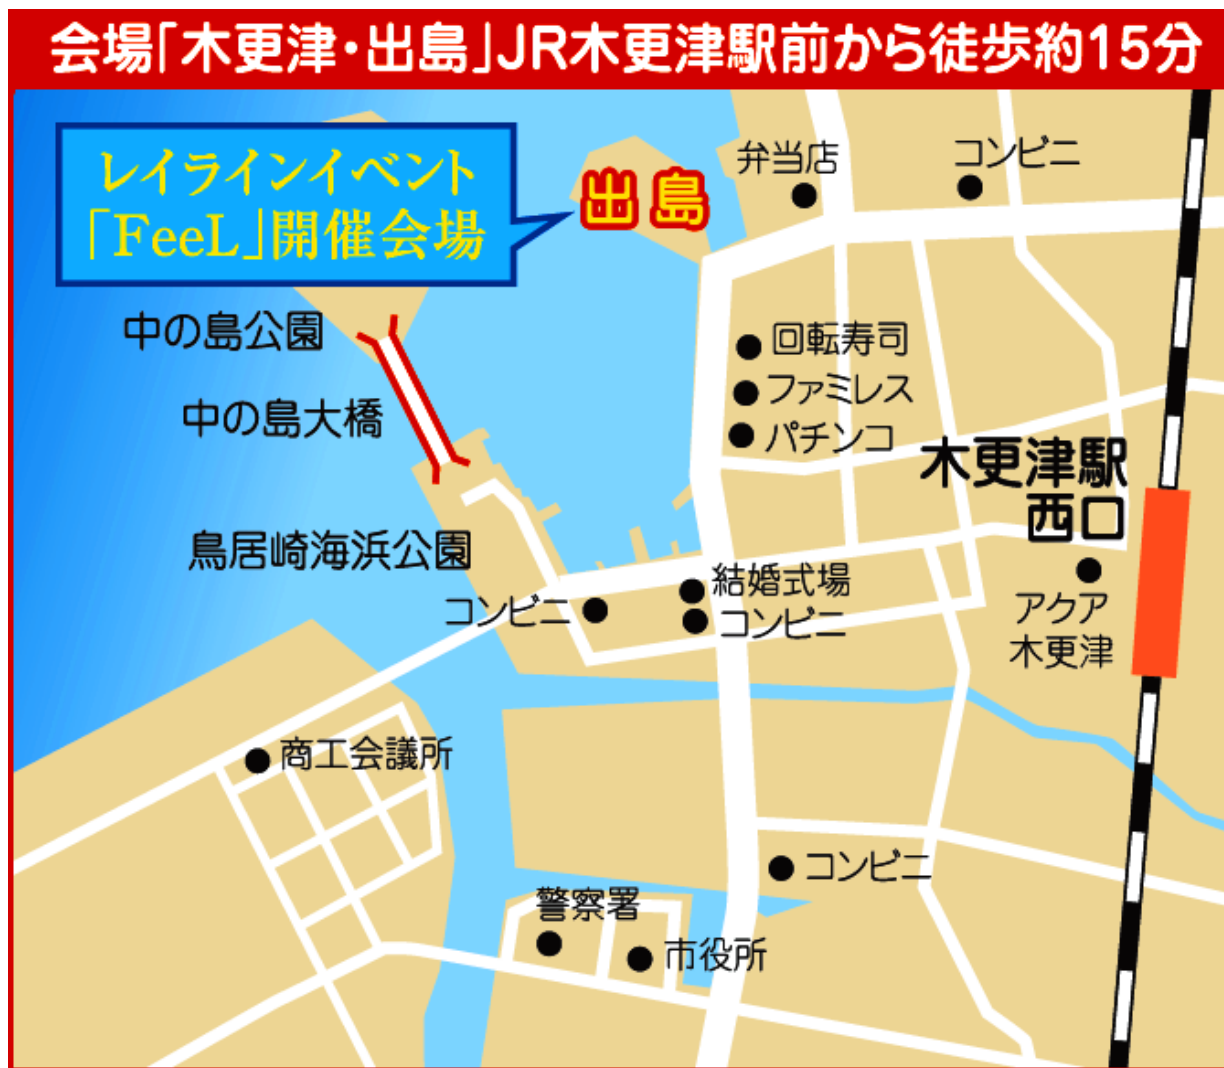 会場「木更津・出島」JR木更津駅前から徒歩約15分
レイラインイベント
「FeeL」開催会場
出島
弁当店
コンビニ
中の島公園
回転寿司
中の島大橋
ファミレス
パチンコ
木更津駅
西口
鳥居崎海浜公園
結婚式場
コンビニ
コンビニ
アクア
木更津
商工会議所
コンビニ
警察署
市役所